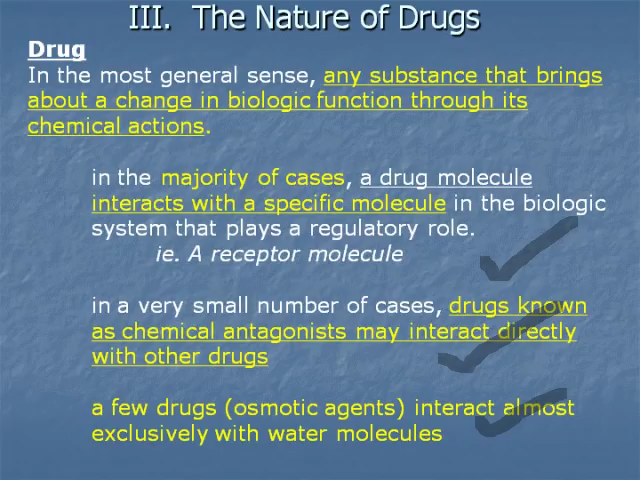 III.  The Nature of Drugs
Drug
In the most general sense, any substance that brings
about a change in biologic function through its
chemical actions.
in the majority of cases, a drug molecule
interacts with a specific molecule in the biologic
system that plays a regulatory role.
ie. A receptor molecule
in a very small number of cases, drugs known
as chemical antagonists may interact directly
with other drugs
a few drugs (osmotic agents) interact almost
exclusively with water molecules